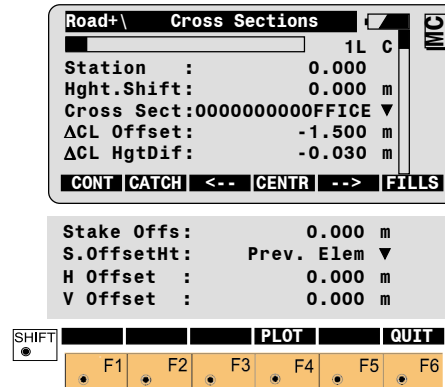 Road+\ Cross Sections
MC
1L C
Station : 0.000
Hght.Shift: 0.000 m
Cross Sect:0000000000FFICE ▼
ΔCL Offset: -1.500 m
ΔCL HgtDif: -0.030 m
CONT CATCH <-- CENTR --> FILLS
Stake Offs: 0.000 m
S.OffsetHt: Prev. Elem ▼
H Offset : 0.000 m
V Offset : 0.000 m
SHIFT PLOT QUIT
F1 F2 F3 F4 F5 F6